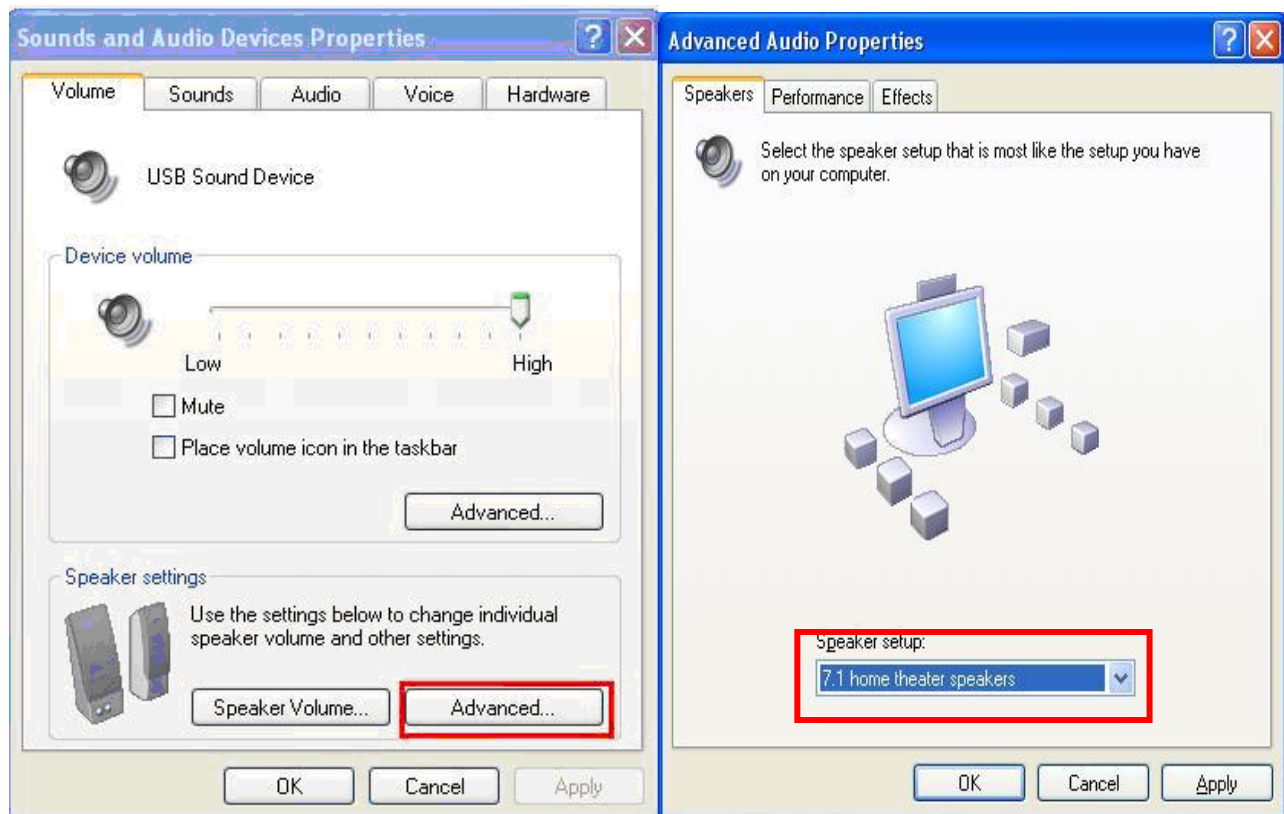 Sounds and Audio Devices Properties
Volume
Sounds
Audio
Voice
Hardware
USB Sound Device
Device volume
Low
High
Mute
Place volume icon in the taskbar
Advanced...
Speaker settings
Use the settings below to change individual
speaker volume and other settings.
Speaker Volume...
Advanced...
OK
Cancel
Apply
Advanced Audio Properties
Speakers
Performance
Effects
Select the speaker setup that is most like the setup you have
on your computer.
Speaker setup:
7.1 home theater speakers
OK
Cancel
Apply